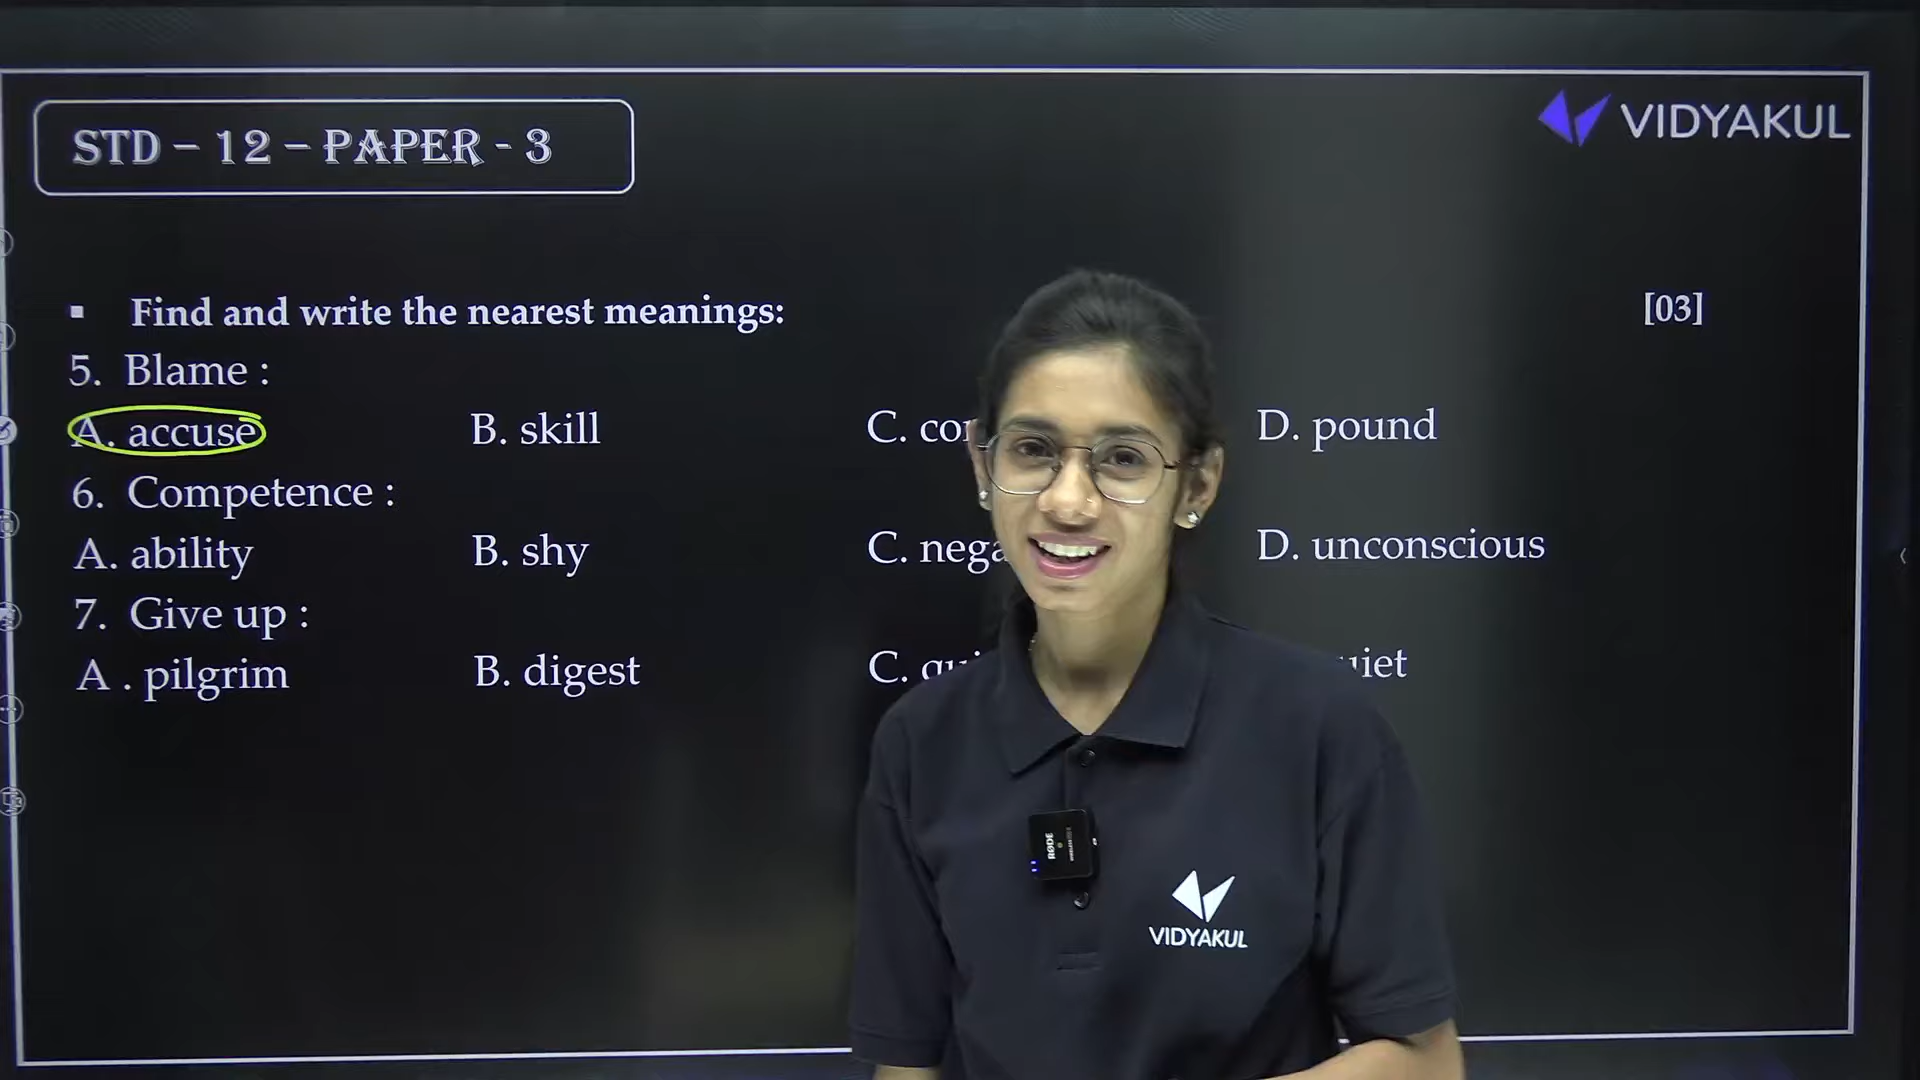 STD – 12 – PAPER - 3
VIDYAKUL
▪ Find and write the nearest meanings: [03]
5. Blame :
A. accuse B. skill C. D. pound
6. Competence :
A. ability B. shy C. D. unconscious
7. Give up :
A . pilgrim B. digest C.
RØDE
VIDYAKUL